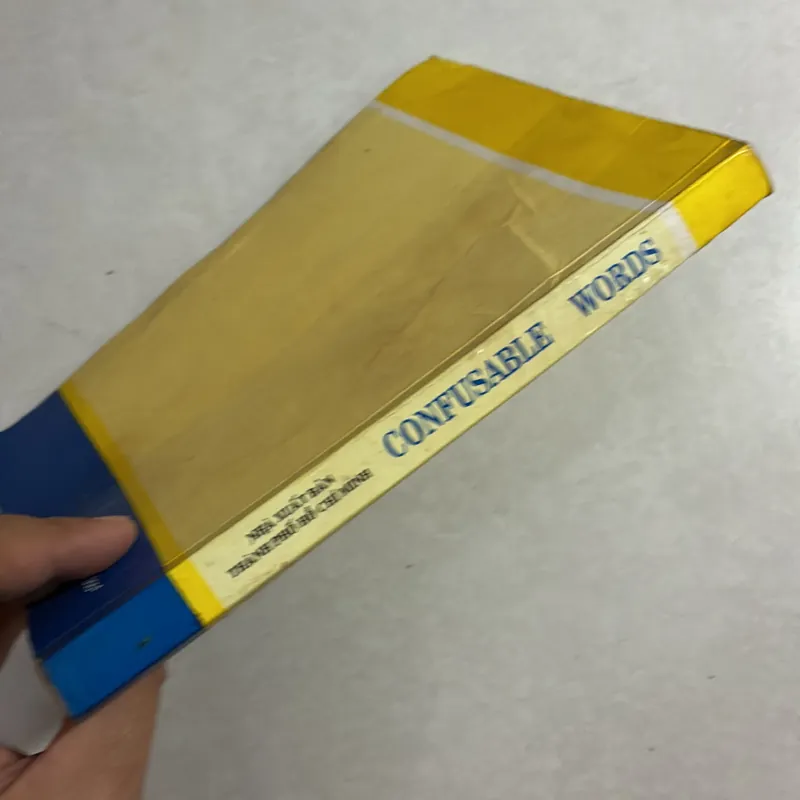 CONFUSABLE WORDS
NHÀ XUẤT BẢN
THÀNH PHỐ HỒ CHÍ MINH